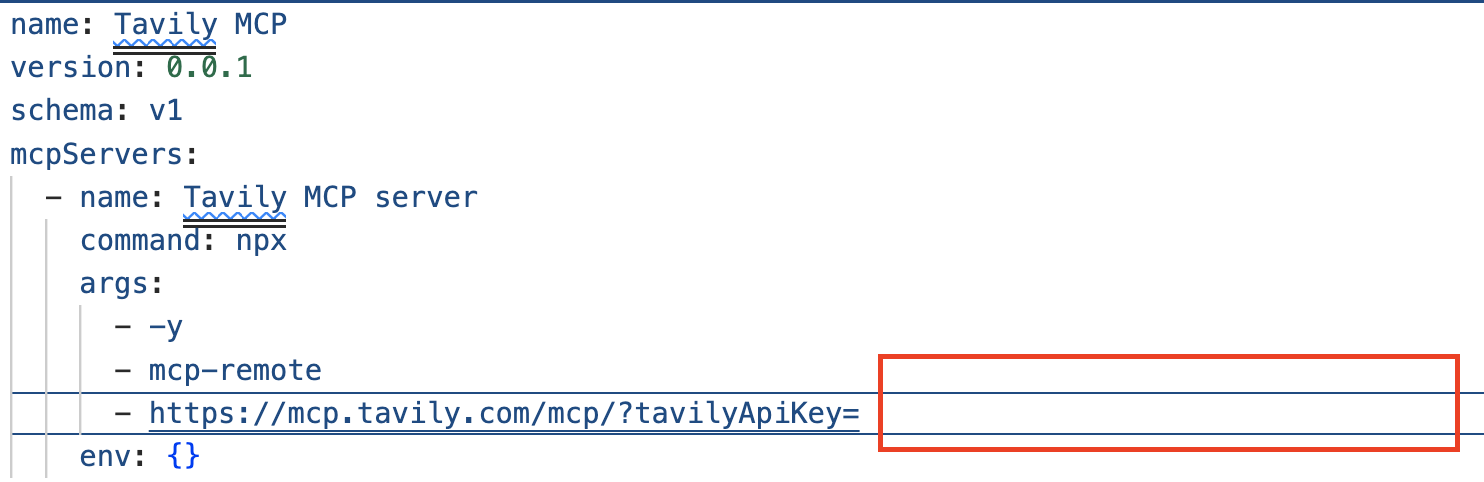 name: Tavily MCP
version: 0.0.1
schema: v1
mcpServers:
  - name: Tavily MCP server
    command: npx
    args:
      - -y
      - mcp-remote
      - https://mcp.tavily.com/mcp/?tavilyApiKey=
    env: {}